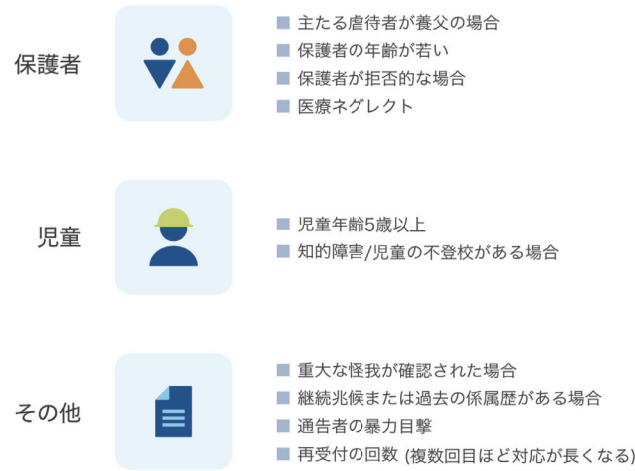 保護者
■ 主たる虐待者が養父の場合
■ 保護者の年齢が若い
■ 保護者が拒否的な場合
■ 医療ネグレクト
児童
■ 児童年齢5歳以上
■ 知的障害/児童の不登校がある場合
その他
■ 重大な怪我が確認された場合
■ 継続兆候または過去の係属歴がある場合
■ 通告者の暴力目撃
■ 再受付の回数 (複数回目ほど対応が長くなる)